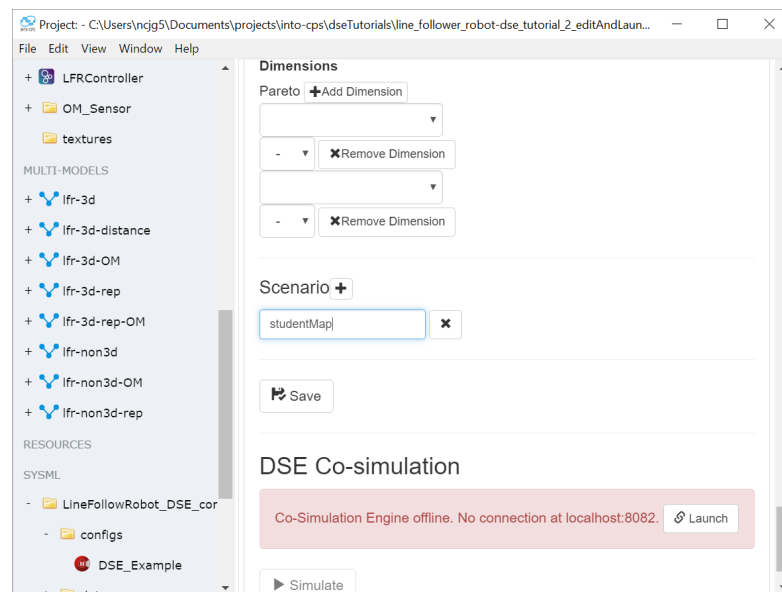 Project: - C:\Users\ncjg5\Documents\projects\into-cps\dseTutorials\line_follower_robot-dse_tutorial_2_editAndLaun...
File Edit View Window Help
+ LFRController
+ OM_Sensor
textures
MULTI-MODELS
+ lfr-3d
+ lfr-3d-distance
+ lfr-3d-OM
+ lfr-3d-rep
+ lfr-3d-rep-OM
+ lfr-non3d
+ lfr-non3d-OM
+ lfr-non3d-rep
RESOURCES
SYSML
- LineFollowRobot_DSE_cor
- configs
DSE_Example
Dimensions
Pareto +Add Dimension
- ✖Remove Dimension
- ✖Remove Dimension
Scenario +
studentMap
Save
DSE Co-simulation
Co-Simulation Engine offline. No connection at localhost:8082. Launch
Simulate